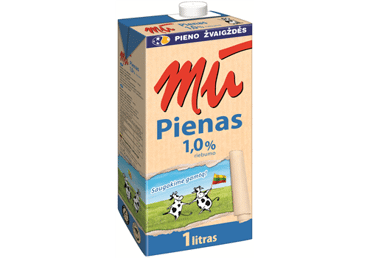 PIENO ŽVAIGŽDĖS
mū
Pienas
1,0%
riebumo
Saugokime gamtą!
1 litras